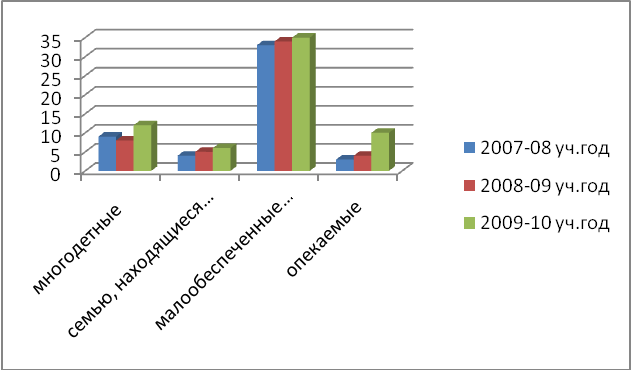 35
30
25
20
15
10
5
0
многодетные
семью, находящиеся...
малообеспеченные...
опекаемые
2007-08 уч.год
2008-09 уч.год
2009-10 уч.год